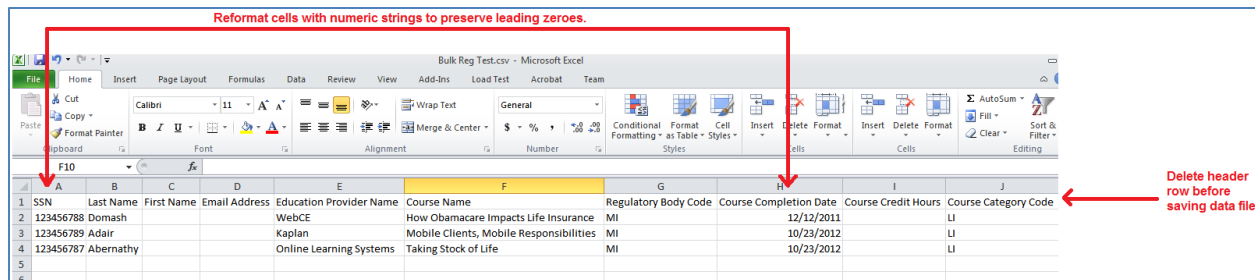 Reformat cells with numeric strings to preserve leading zeroes.
Bulk Reg Test.csv - Microsoft Excel
File Home Insert Page Layout Formulas Data Review View Add-Ins Load Test Acrobat Team
Cut
Copy
Paste
Format Painter
Clipboard
Calibri 11 A A
B I U A
Font
Wrap Text
Merge & Center
Alignment
General
$ % , .0 .00 .00 .0
Number
Conditional Formatting
Format as Table
Cell Styles
Styles
Insert Delete Format
Cells
Insert Delete Format
Cells
Σ AutoSum
Fill
Clear
Sort & Filter
Editing
F10 fx
A B C D E F G H I J
1 SSN Last Name First Name Email Address Education Provider Name Course Name Regulatory Body Code Course Completion Date Course Credit Hours Course Category Code
2 123456788 Domash WebCE How Obamacare Impacts Life Insurance MI 12/12/2011 LI
3 123456789 Adair Kaplan Mobile Clients, Mobile Responsibilities MI 10/23/2012 LI
4 123456787 Abernathy Online Learning Systems Taking Stock of Life MI 10/23/2012 LI
5
6
Delete header
row before
saving data file